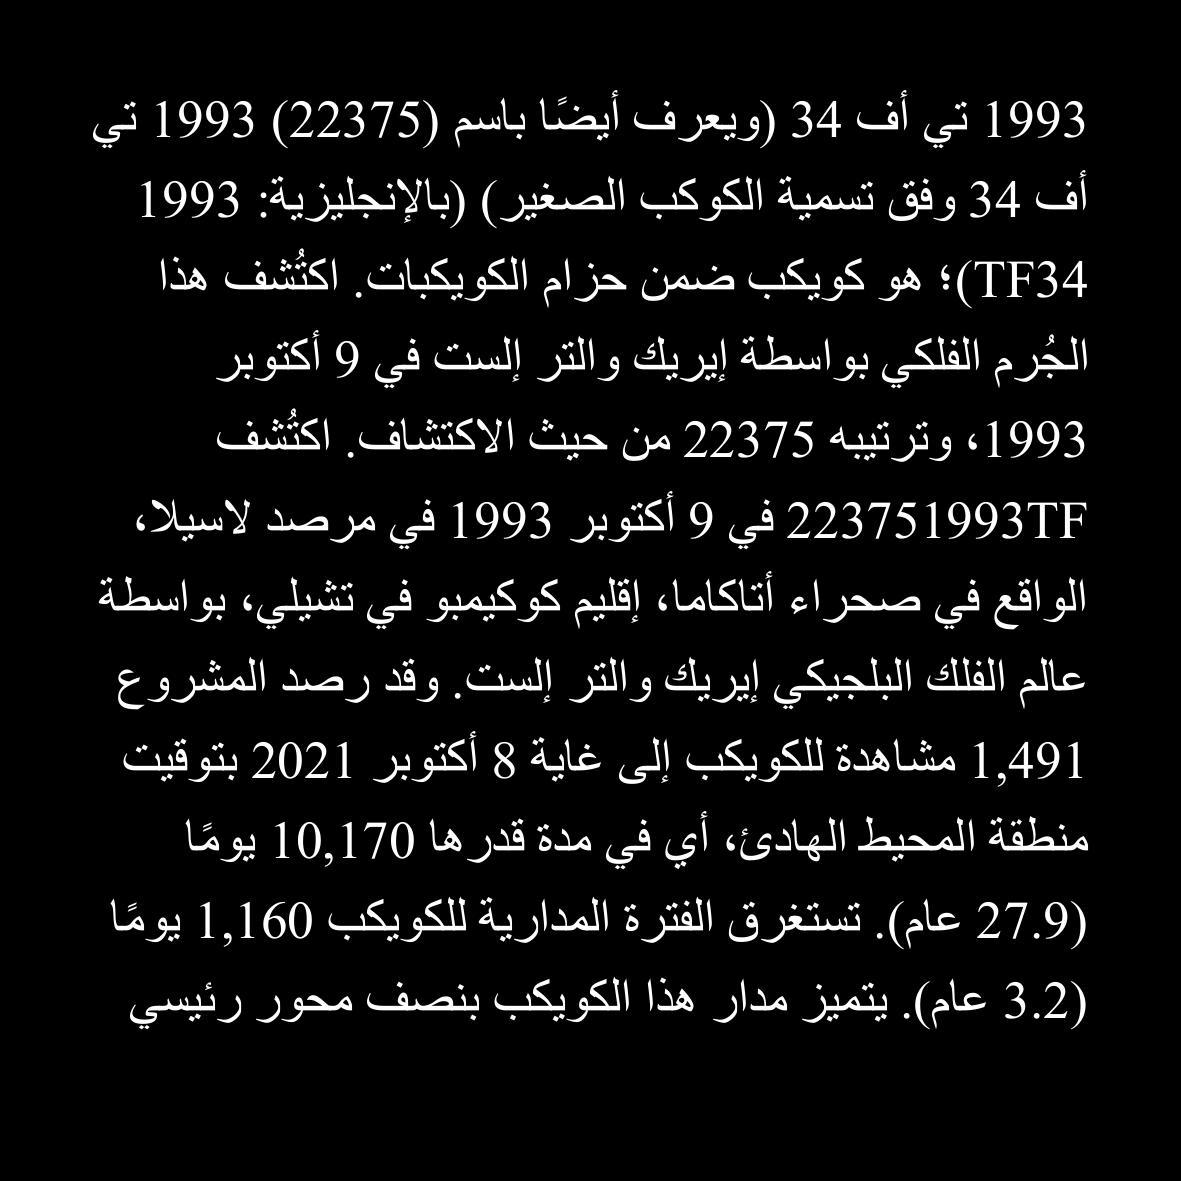 1993 تي أف 34 (ويعرف أيضًا باسم (22375) 1993 تي
أف 34 وفق تسمية الكوكب الصغير) (بالإنجليزية: 1993
TF34)؛ هو كويكب ضمن حزام الكويكبات. اكتُشف هذا
الجُرم الفلكي بواسطة إيريك والتر إلست في 9 أكتوبر
1993، وترتيبه 22375 من حيث الاكتشاف. اكتُشف
223751993TF في 9 أكتوبر 1993 في مرصد لاسيلا،
الواقع في صحراء أتاكاما، إقليم كوكيمبو في تشيلي، بواسطة
عالم الفلك البلجيكي إيريك والتر إلست. وقد رصد المشروع
1,491 مشاهدة للكويكب إلى غاية 8 أكتوبر 2021 بتوقيت
منطقة المحيط الهادئ، أي في مدة قدرها 10,170 يومًا
(27.9 عام). تستغرق الفترة المدارية للكويكب 1,160 يومًا
(3.2 عام). يتميز مدار هذا الكويكب بنصف محور رئيسي